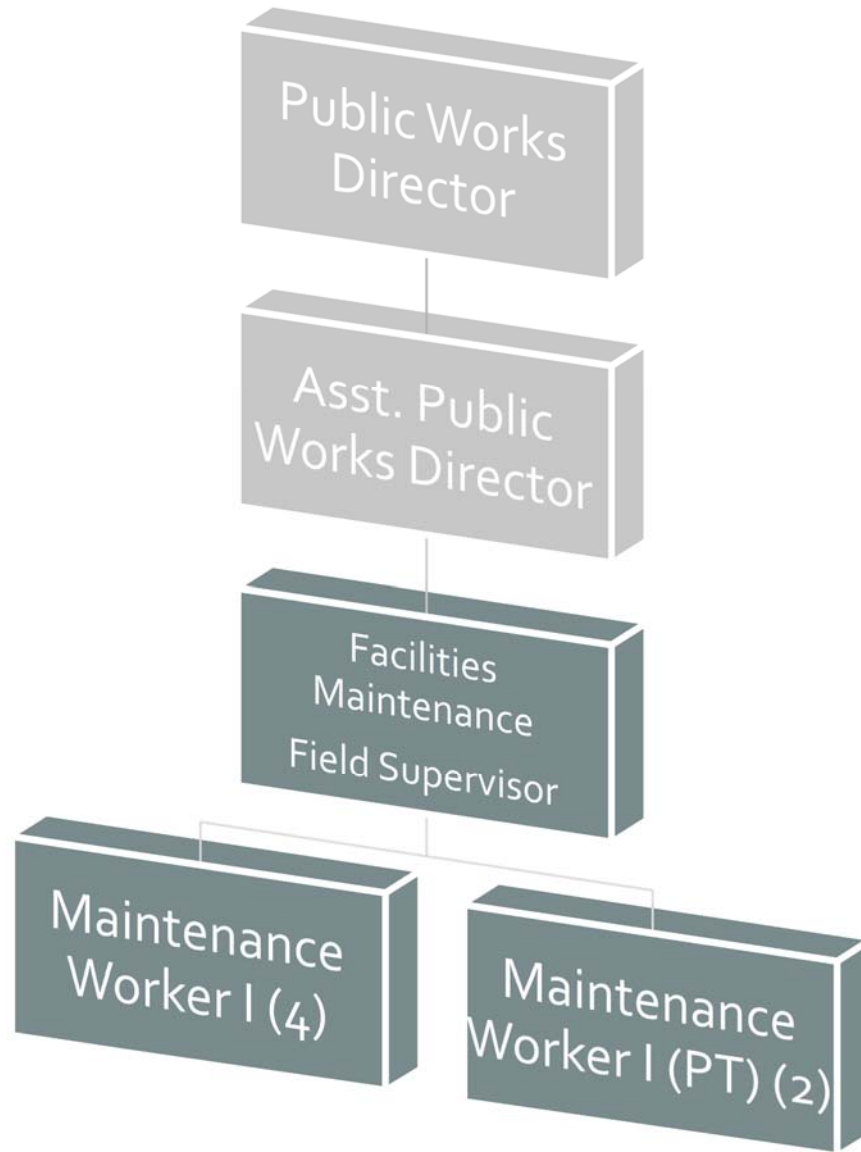 Public Works
Director
Asst. Public
Works Director
Facilities
Maintenance
Field Supervisor
Maintenance
Worker I (4)
Maintenance
Worker I (PT) (2)